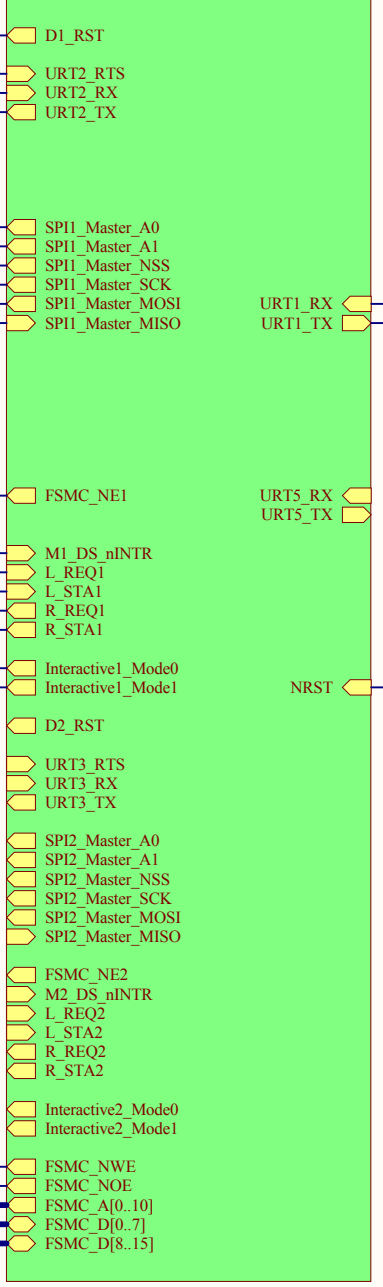 D1_RST
URT2_RTS
URT2_RX
URT2_TX
SPI1_Master_A0
SPI1_Master_A1
SPI1_Master_NSS
SPI1_Master_SCK
SPI1_Master_MOSI URT1_RX
SPI1_Master_MISO URT1_TX
FSMC_NE1 URT5_RX
URT5_TX
M1_DS_nINTR
L_REQ1
L_STA1
R_REQ1
R_STA1
Interactive1_Mode0
Interactive1_Mode1 NRST
D2_RST
URT3_RTS
URT3_RX
URT3_TX
SPI2_Master_A0
SPI2_Master_A1
SPI2_Master_NSS
SPI2_Master_SCK
SPI2_Master_MOSI
SPI2_Master_MISO
FSMC_NE2
M2_DS_nINTR
L_REQ2
L_STA2
R_REQ2
R_STA2
Interactive2_Mode0
Interactive2_Mode1
FSMC_NWE
FSMC_NOE
FSMC_A[0..10]
FSMC_D[0..7]
FSMC_D[8..15]